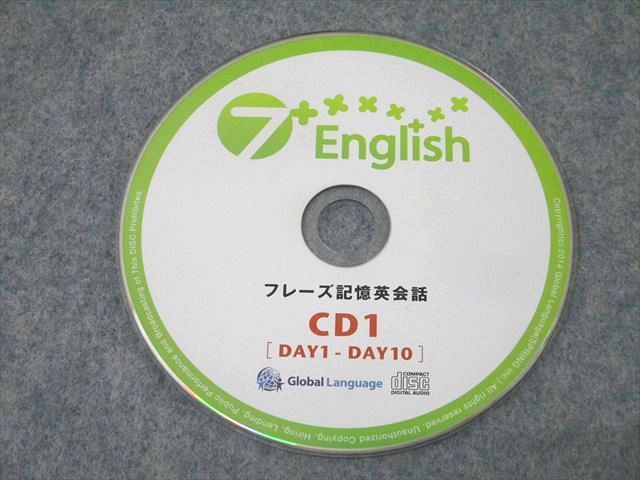 7+
English
フレーズ記憶英会話
CD1
[ DAY1 - DAY10 ]
Global Language
COMPACT
disc
DIGITAL AUDIO
Copyright(c) 2014 Global Language(SPRING Inc.) All rights reserved. Unauthorized Copying, Hiring, Lending, Public Performance and Broadcasting of This DISC Prohibited